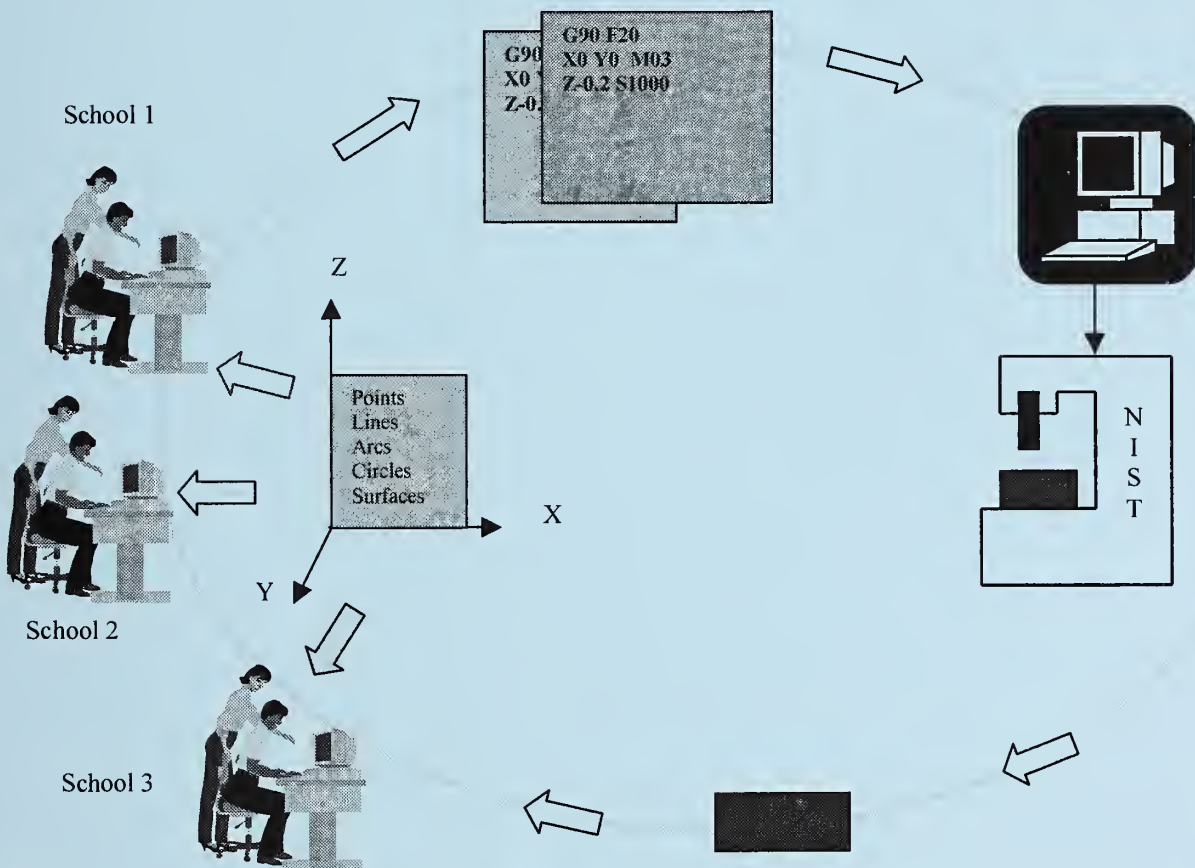 G90 F20
X0 Y0 M03
Z-0.2 S1000
G90
X0
Z-0.
School 1
Z
Points
Lines
Arcs
Circles
Surfaces
X
Y
N
I
S
T
School 2
School 3